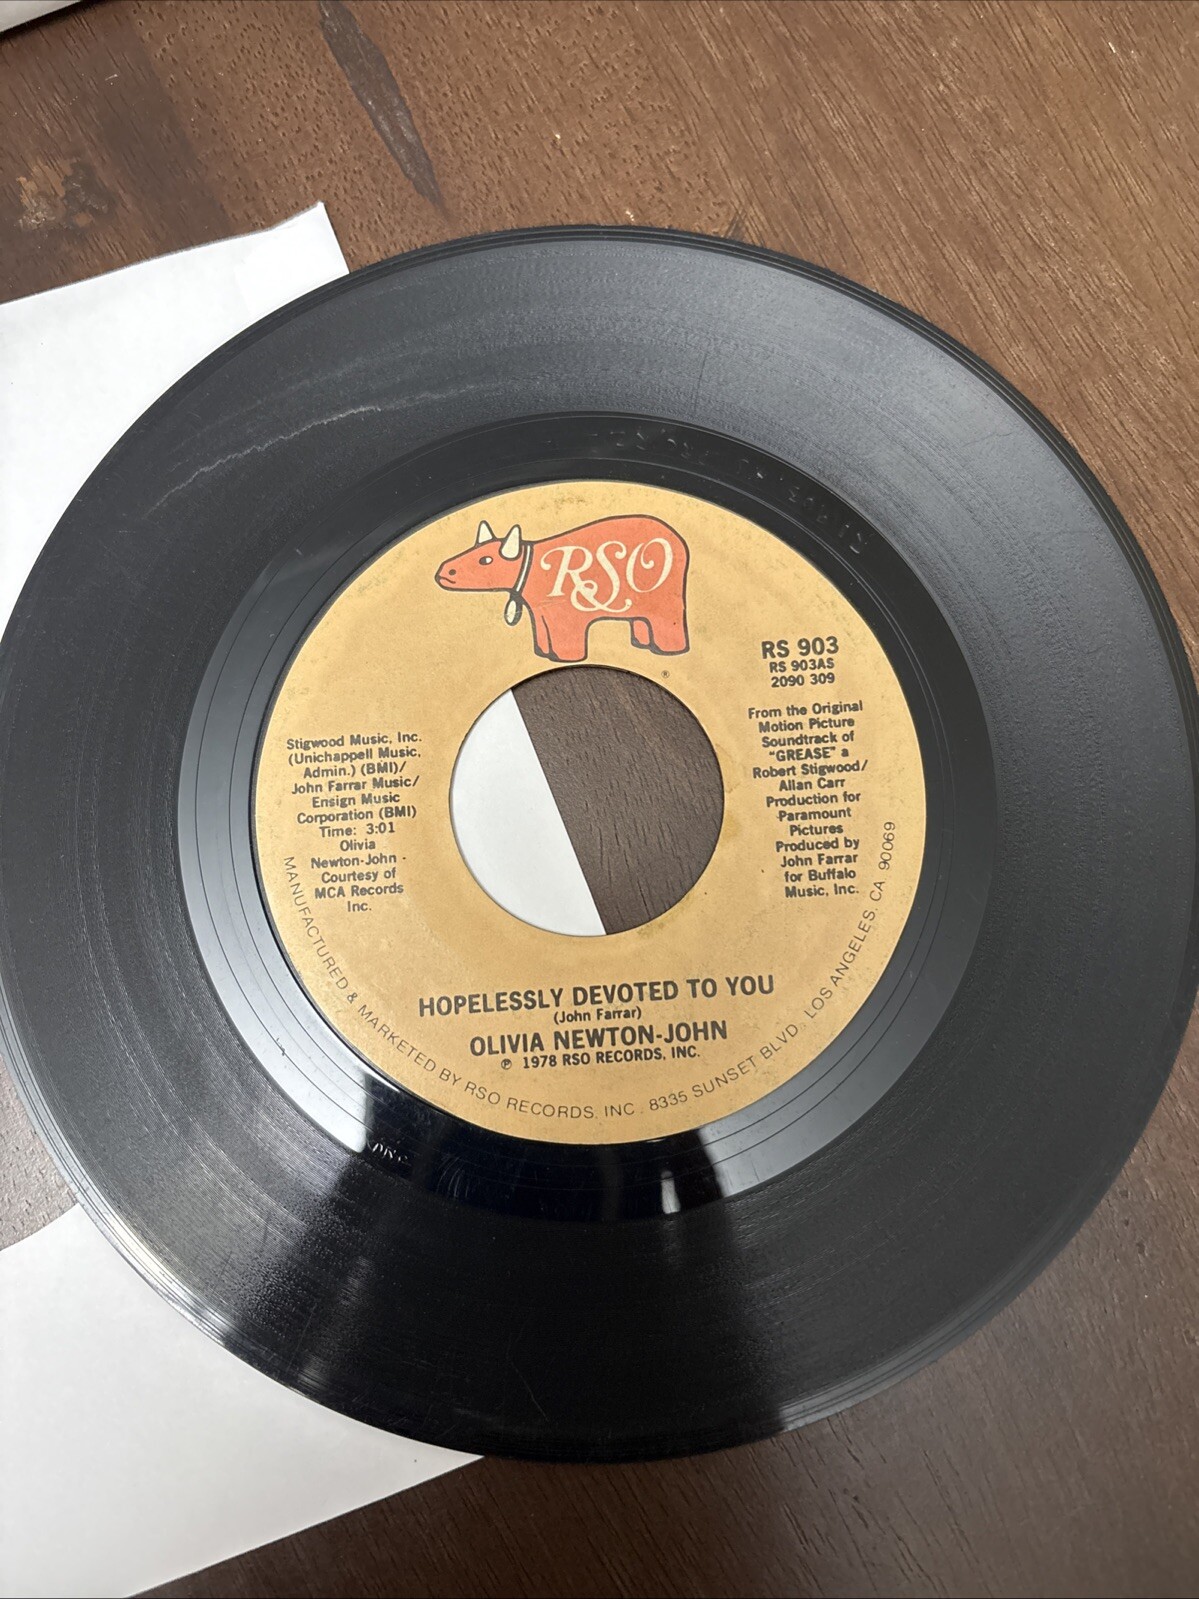 RSO
®
RS 903
RS 903AS
2090 309
From the Original
Motion Picture
Soundtrack of
"GREASE" a
Robert Stigwood/
Allan Carr
Production for
Paramount
Pictures
Produced by
John Farrar
for Buffalo
Music, Inc.
Stigwood Music, Inc.
(Unichappell Music,
Admin.) (BMI)/
John Farrar Music/
Ensign Music
Corporation (BMI)
Time: 3:01
Olivia
Newton-John -
Courtesy of
MCA Records
Inc.
HOPELESSLY DEVOTED TO YOU
(John Farrar)
OLIVIA NEWTON-JOHN
℗ 1978 RSO RECORDS, INC.
MANUFACTURED & MARKETED BY RSO RECORDS, INC. 8335 SUNSET BLVD., LOS ANGELES, CA 90069